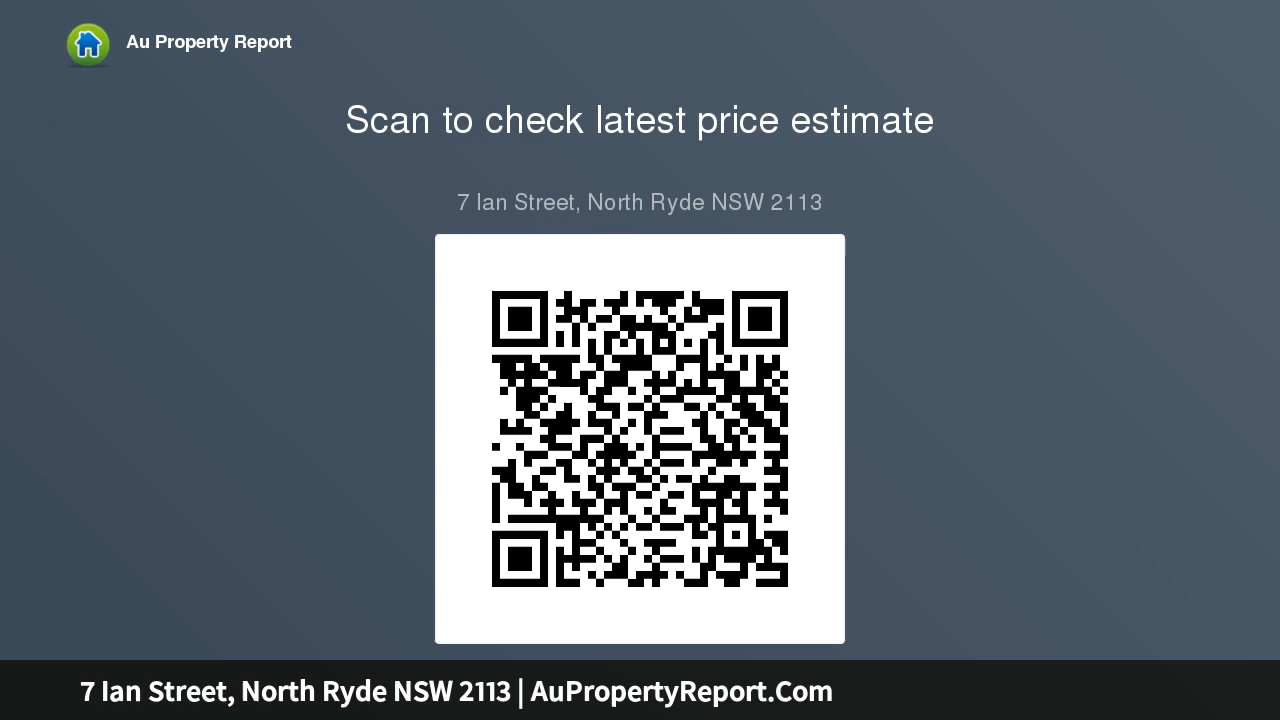 Au Property Report
Scan to check latest price estimate
7 Ian Street, North Ryde NSW 2113
7 Ian Street, North Ryde NSW 2113 | AuPropertyReport.Com